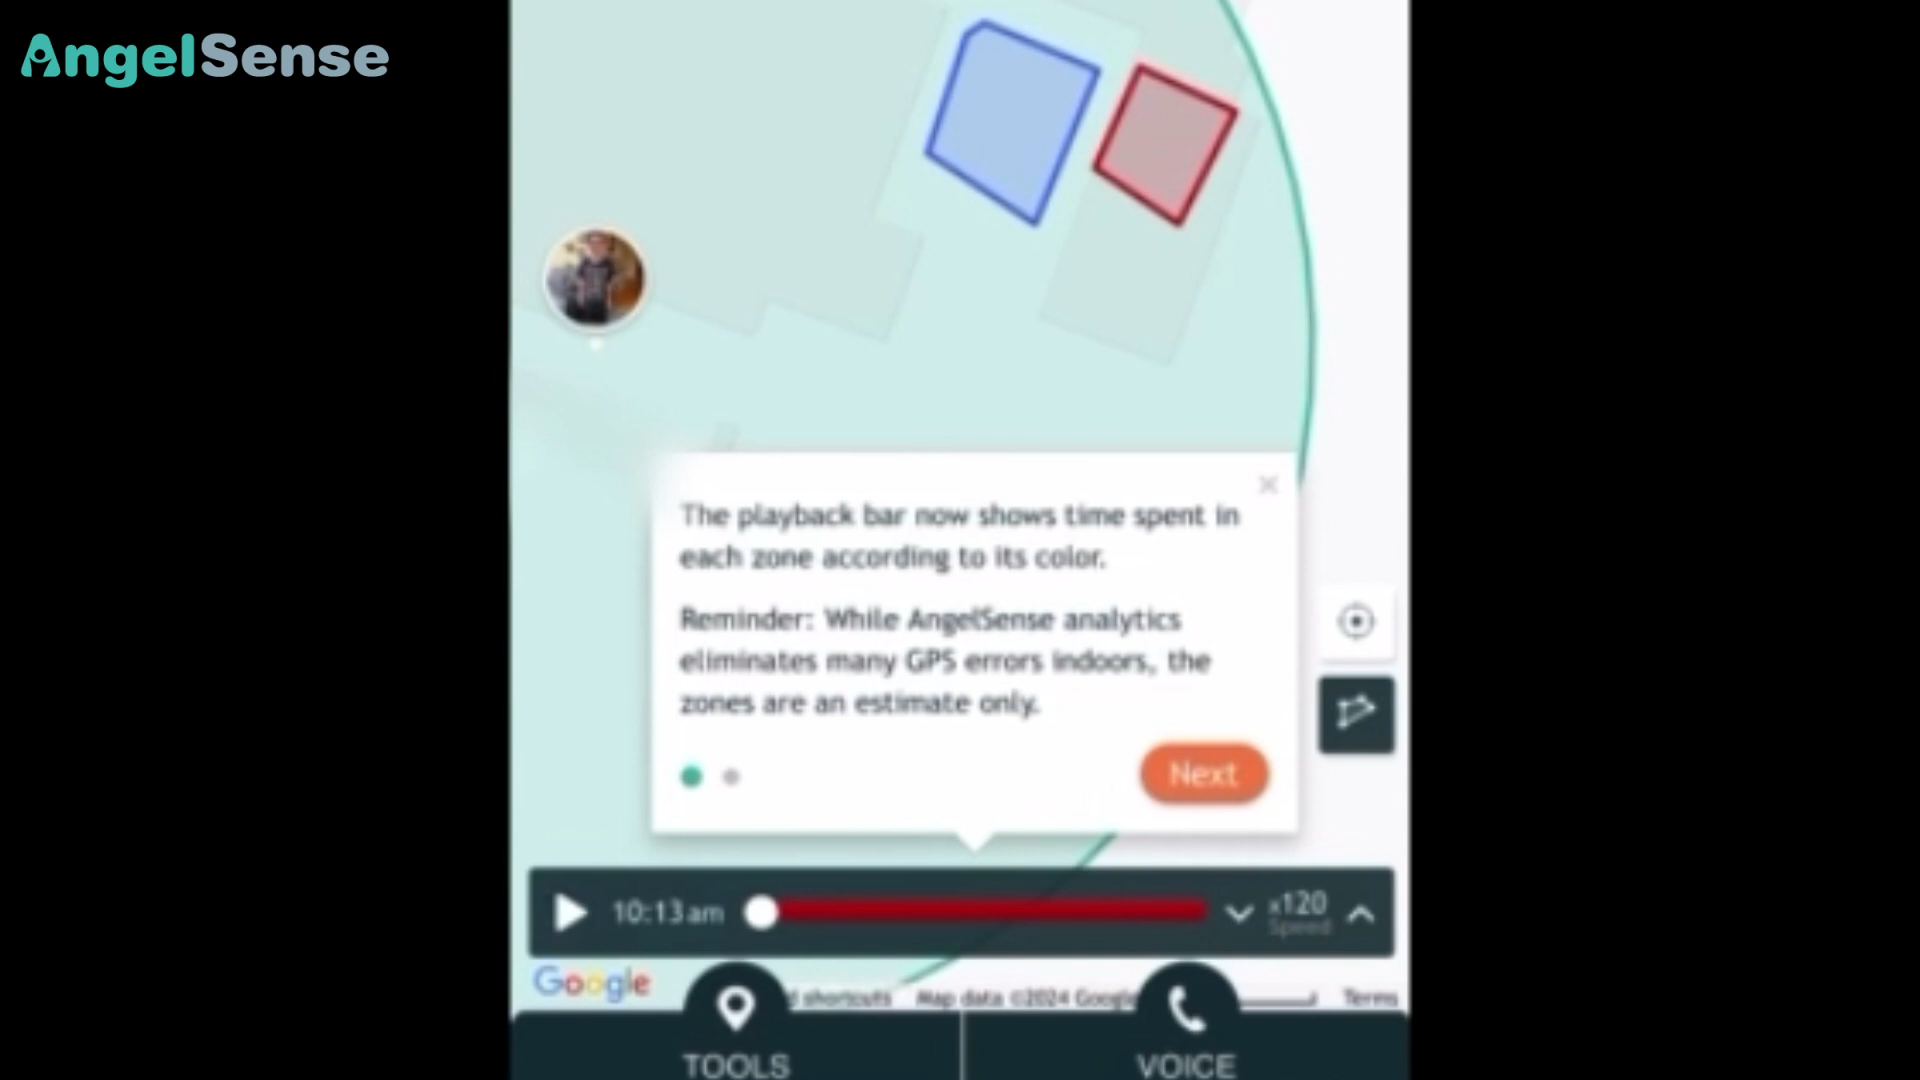 AngelSense
The playback bar now shows time spent in
each zone according to its color.
Reminder: While AngelSense analytics
eliminates many GPS errors indoors, the
zones are an estimate only.
Next
10:13 am
x120
Speed
Google
shortcuts Map data ©2024 Google Terms
TOOLS VOICE